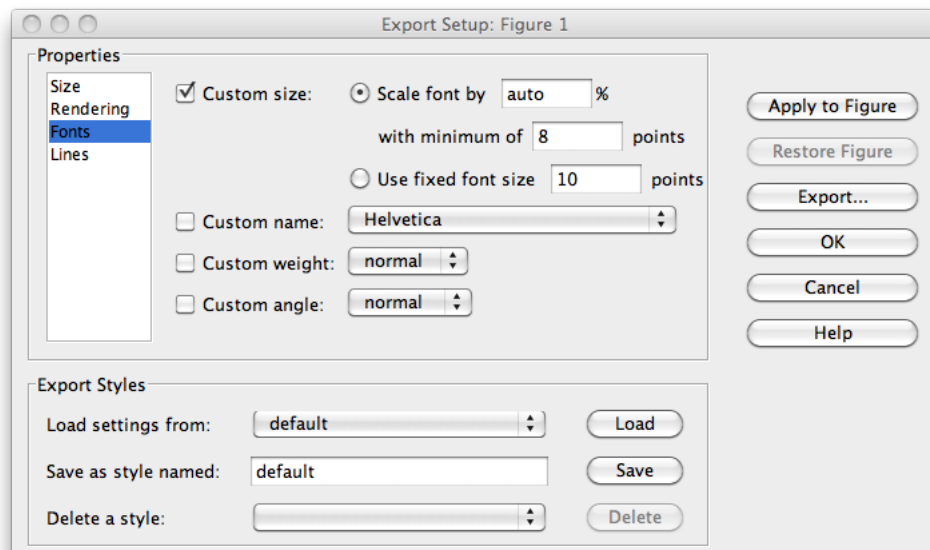 Export Setup: Figure 1
Properties
Size
Rendering
Fonts
Lines
Custom size:
Scale font by auto %
with minimum of 8 points
Use fixed font size 10 points
Custom name: Helvetica
Custom weight: normal
Custom angle: normal
Apply to Figure
Restore Figure
Export...
OK
Cancel
Help
Export Styles
Load settings from: default Load
Save as style named: default Save
Delete a style: Delete